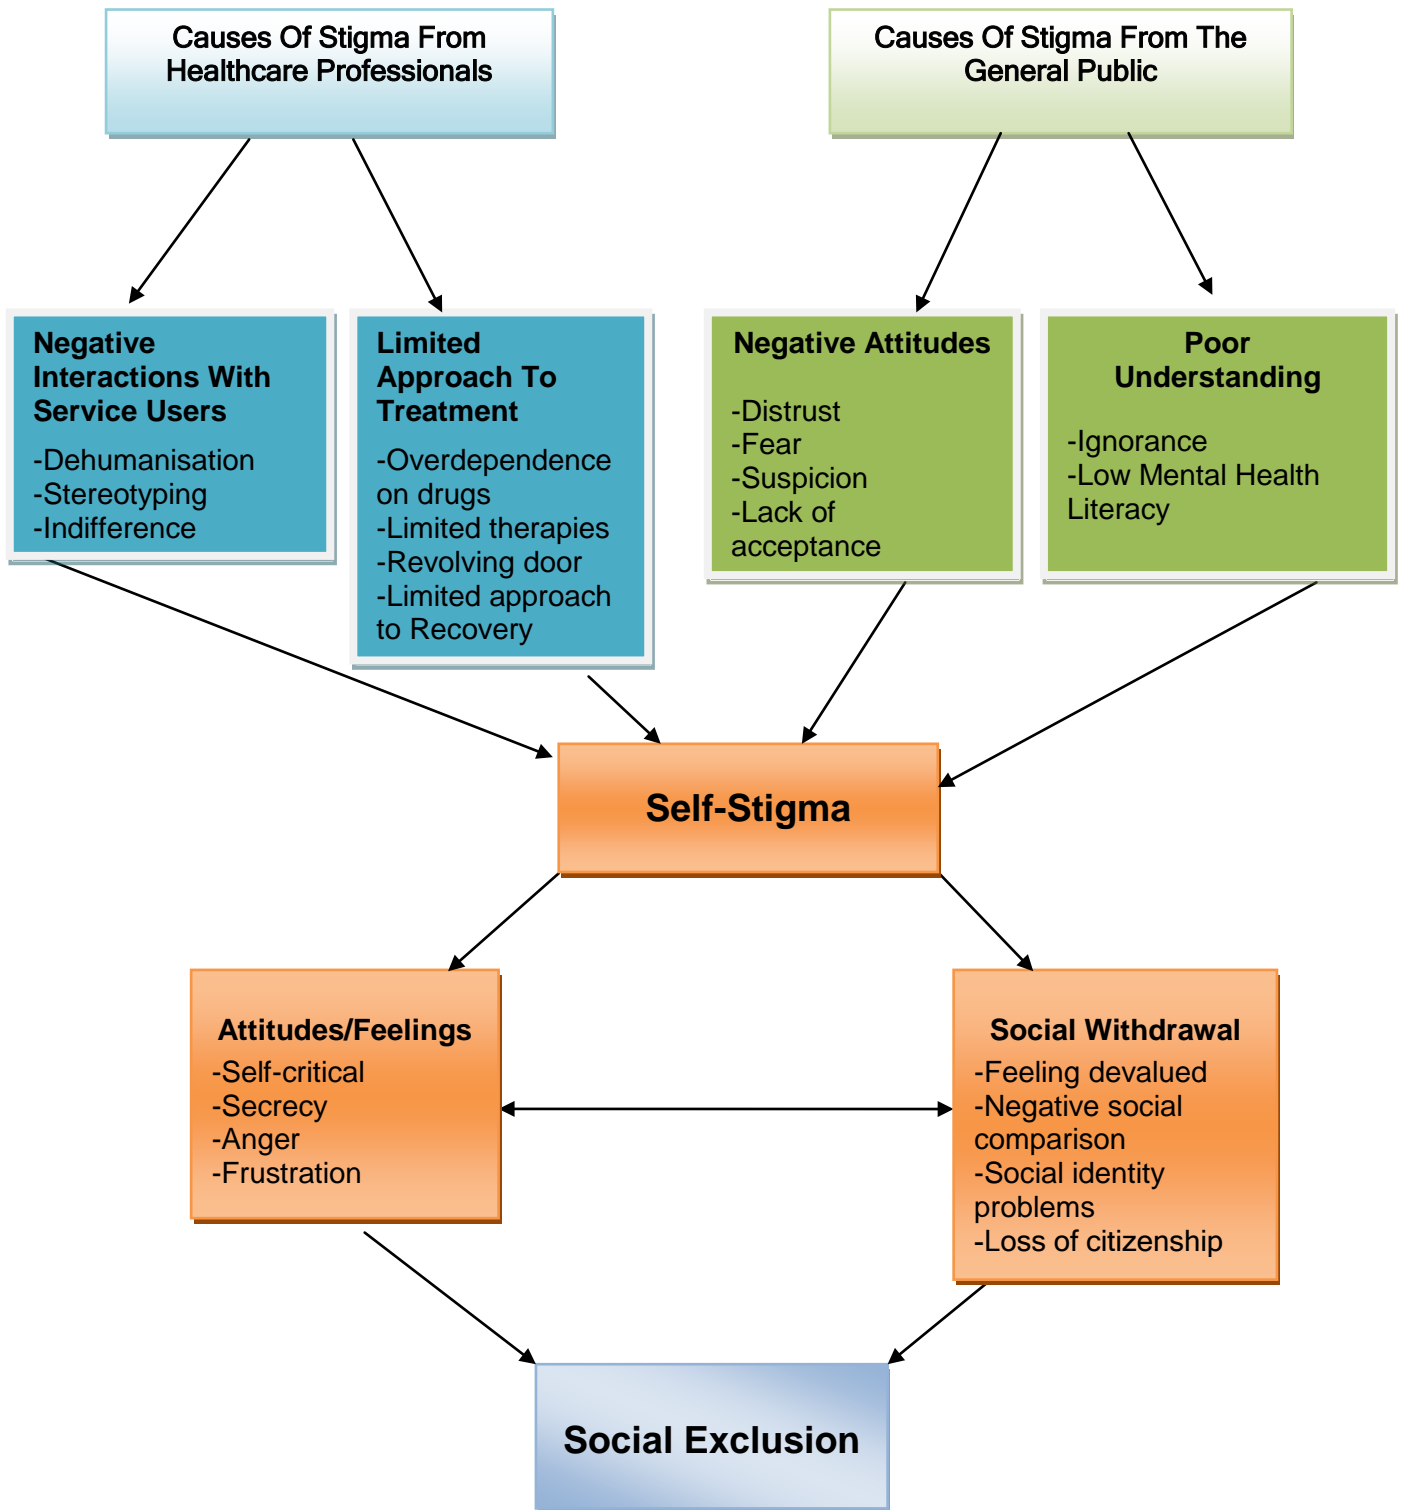 Causes Of Stigma From
Healthcare Professionals
Causes Of Stigma From The
General Public
Negative
Interactions With
Service Users
-Dehumanisation
-Stereotyping
-Indifference
Limited
Approach To
Treatment
-Overdependence
on drugs
-Limited therapies
-Revolving door
-Limited approach
to Recovery
Negative Attitudes
-Distrust
-Fear
-Suspicion
-Lack of
acceptance
Poor
Understanding
-Ignorance
-Low Mental Health
Literacy
Self-Stigma
Attitudes/Feelings
-Self-critical
-Secrecy
-Anger
-Frustration
Social Withdrawal
-Feeling devalued
-Negative social
comparison
-Social identity
problems
-Loss of citizenship
Social Exclusion